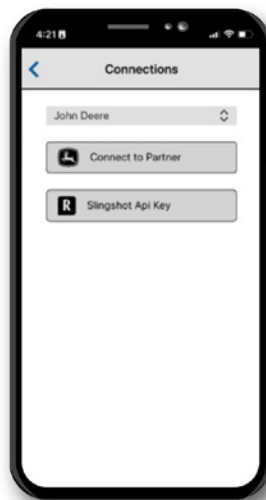 4:21
Connections
John Deere
Connect to Partner
R Slingshot Api Key